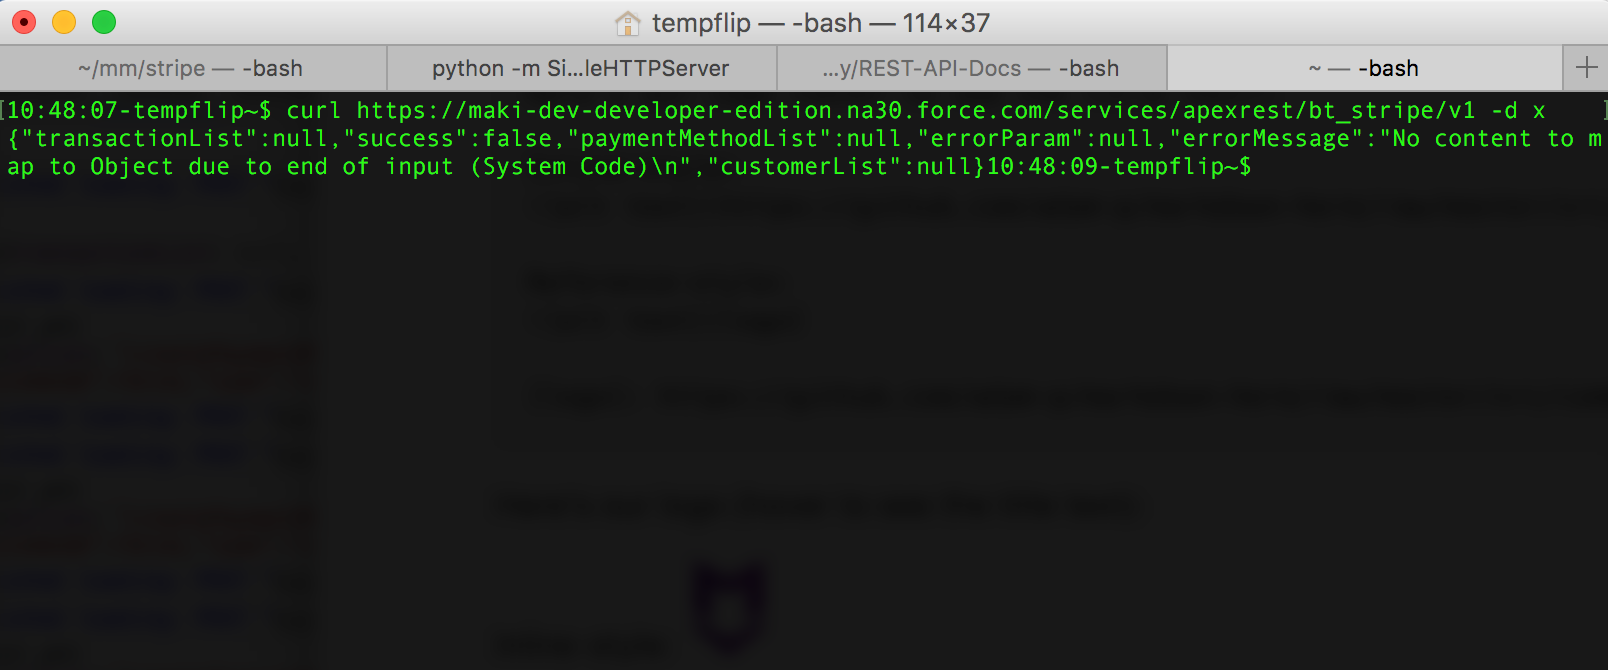 tempflip — -bash — 114×37
~/mm/stripe — -bash
python -m Si...leHTTPServer
...y/REST-API-Docs — -bash
~ — -bash
[10:48:07-tempflip~$ curl https://maki-dev-developer-edition.na30.force.com/services/apexrest/bt_stripe/v1 -d x ]
{"transactionList":null,"success":false,"paymentMethodList":null,"errorParam":null,"errorMessage":"No content to m
ap to Object due to end of input (System Code)\n","customerList":null}10:48:09-tempflip~$